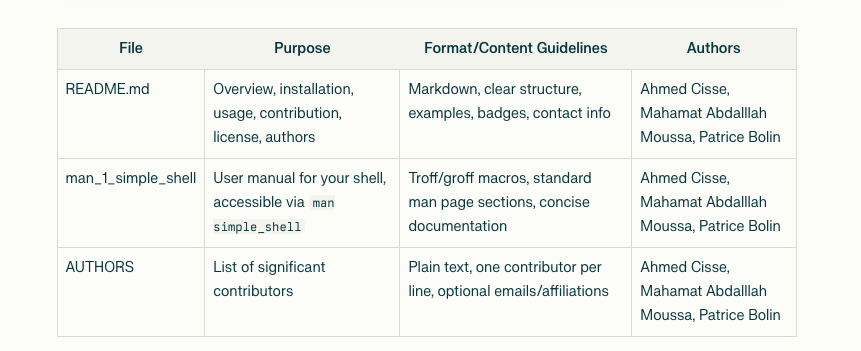 File Purpose Format/Content Guidelines Authors
README.md
Overview, installation,
usage, contribution,
license, authors
Markdown, clear structure,
examples, badges, contact info
Ahmed Cisse,
Mahamat Abdalllah
Moussa, Patrice Bolin
man_1_simple_shell
User manual for your shell,
accessible via man
simple_shell
Troff/groff macros, standard
man page sections, concise
documentation
Ahmed Cisse,
Mahamat Abdalllah
Moussa, Patrice Bolin
AUTHORS
List of significant
contributors
Plain text, one contributor per
line, optional emails/affiliations
Ahmed Cisse,
Mahamat Abdalllah
Moussa, Patrice Bolin